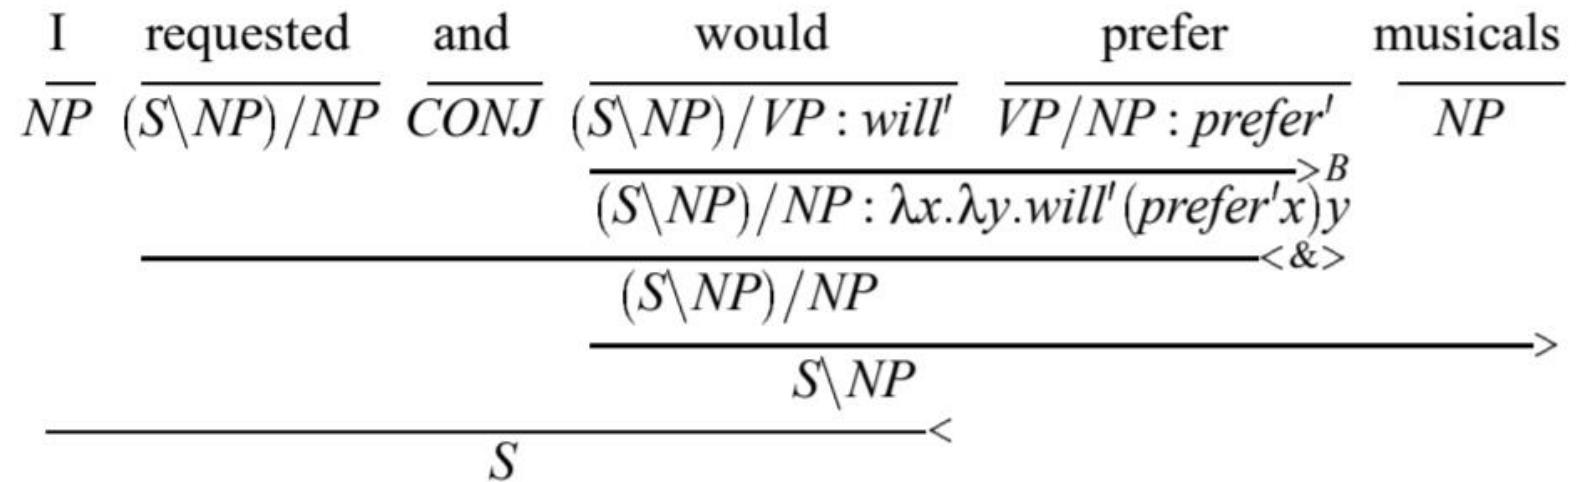 I requested and would prefer musicals
NP (S\NP)/NP CONJ (S\NP)/VP : will' VP/NP : prefer' NP
>B
(S\NP)/NP : λx.λy.will'(prefer'x)y
<&>
(S\NP)/NP
>
S\NP
<
S